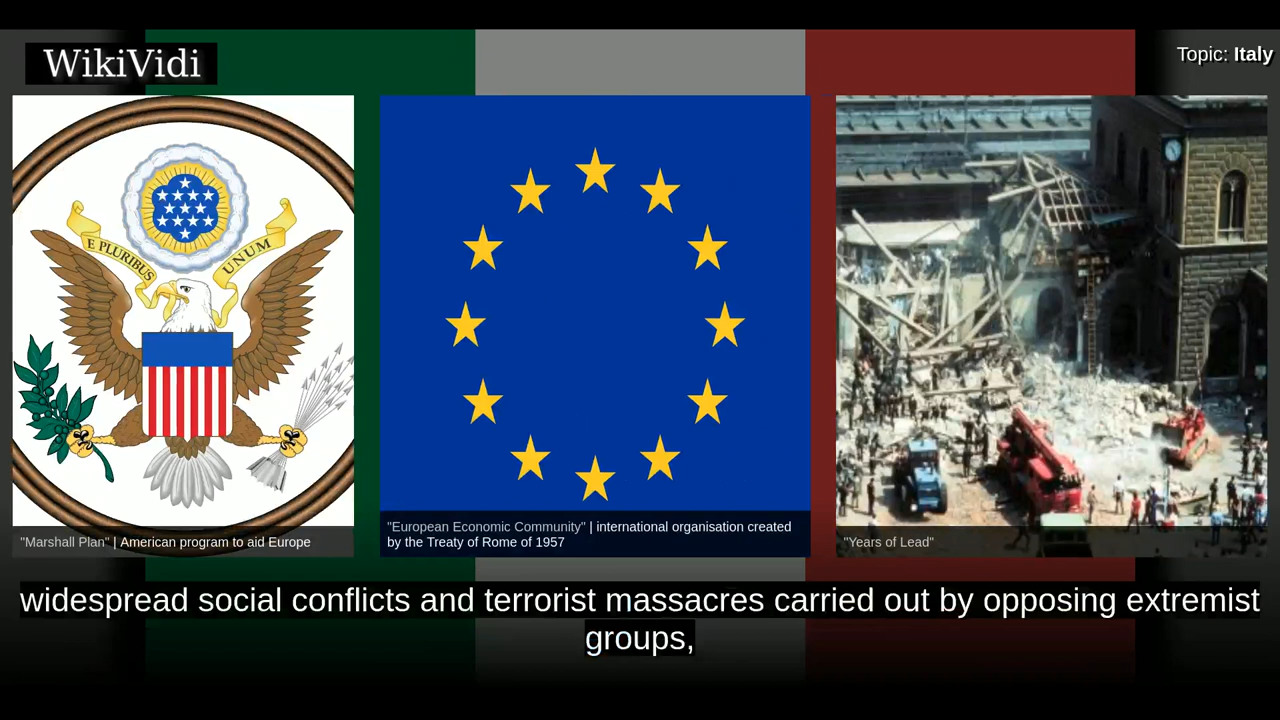 WikiVidi
Topic: Italy
E PLURIBUS UNUM
"Marshall Plan" | American program to aid Europe
"European Economic Community" | international organisation created
by the Treaty of Rome of 1957
"Years of Lead"
widespread social conflicts and terrorist massacres carried out by opposing extremist
groups,